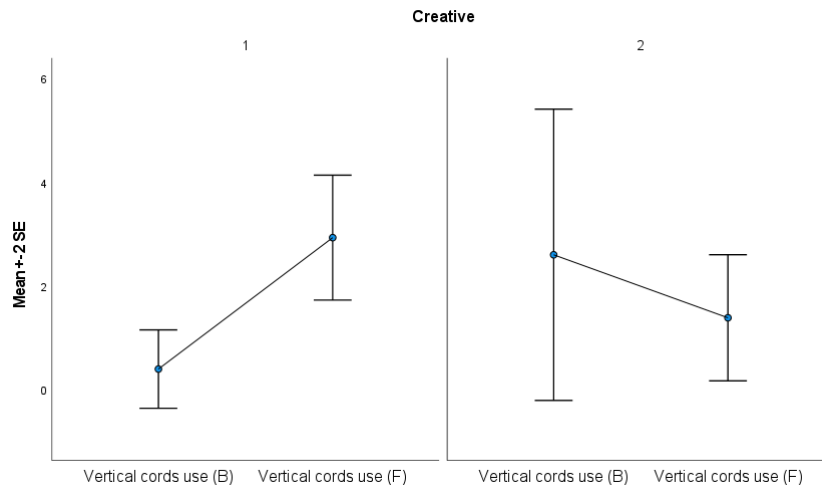 Creative
1
2
6
4
2
0
Mean +-2 SE
Vertical cords use (B)
Vertical cords use (F)
Vertical cords use (B)
Vertical cords use (F)